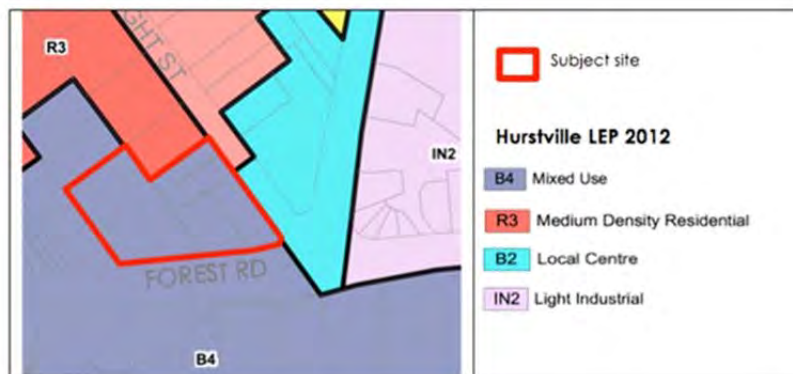 R3
GHT ST
IN2
FOREST RD
B4
Subject site
Hurstville LEP 2012
B4 Mixed Use
R3 Medium Density Residential
B2 Local Centre
IN2 Light Industrial